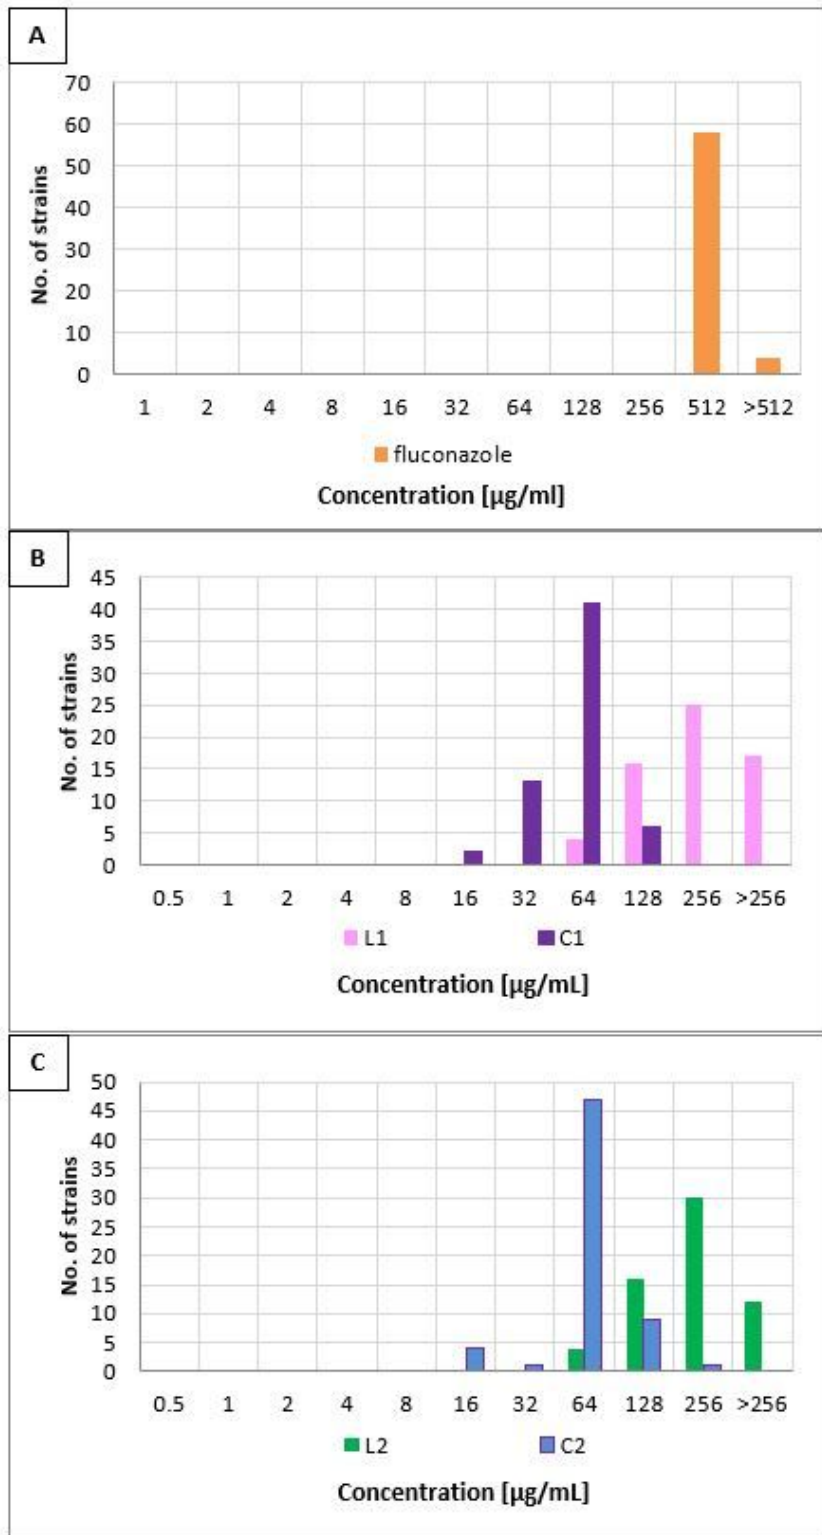 A
70
60
50
40
30
20
10
0
No. of strains
1 2 4 8 16 32 64 128 256 512 >512
fluconazole
Concentration [µg/ml]
B
45
40
35
30
25
20
15
10
5
0
No. of strains
0.5 1 2 4 8 16 32 64 128 256 >256
L1 C1
Concentration [µg/mL]
C
50
45
40
35
30
25
20
15
10
5
0
No. of strains
0.5 1 2 4 8 16 32 64 128 256 >256
L2 C2
Concentration [µg/mL]